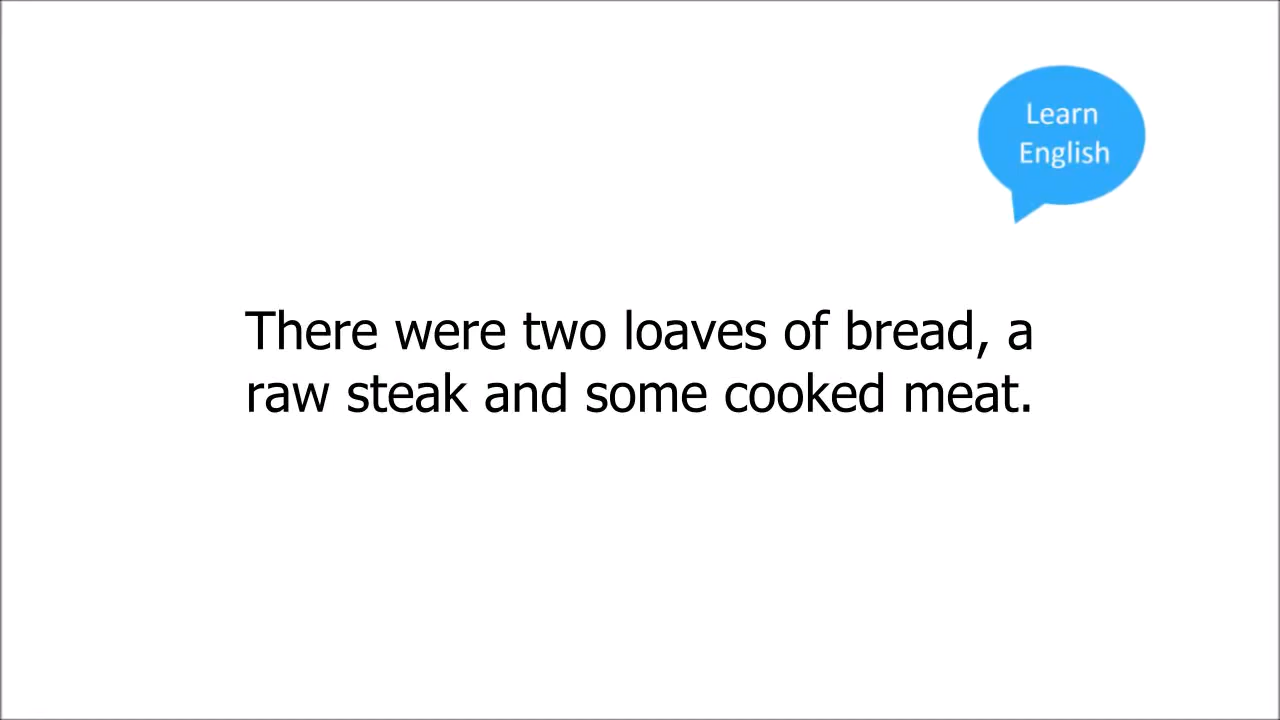 Learn
English
There were two loaves of bread, a
raw steak and some cooked meat.